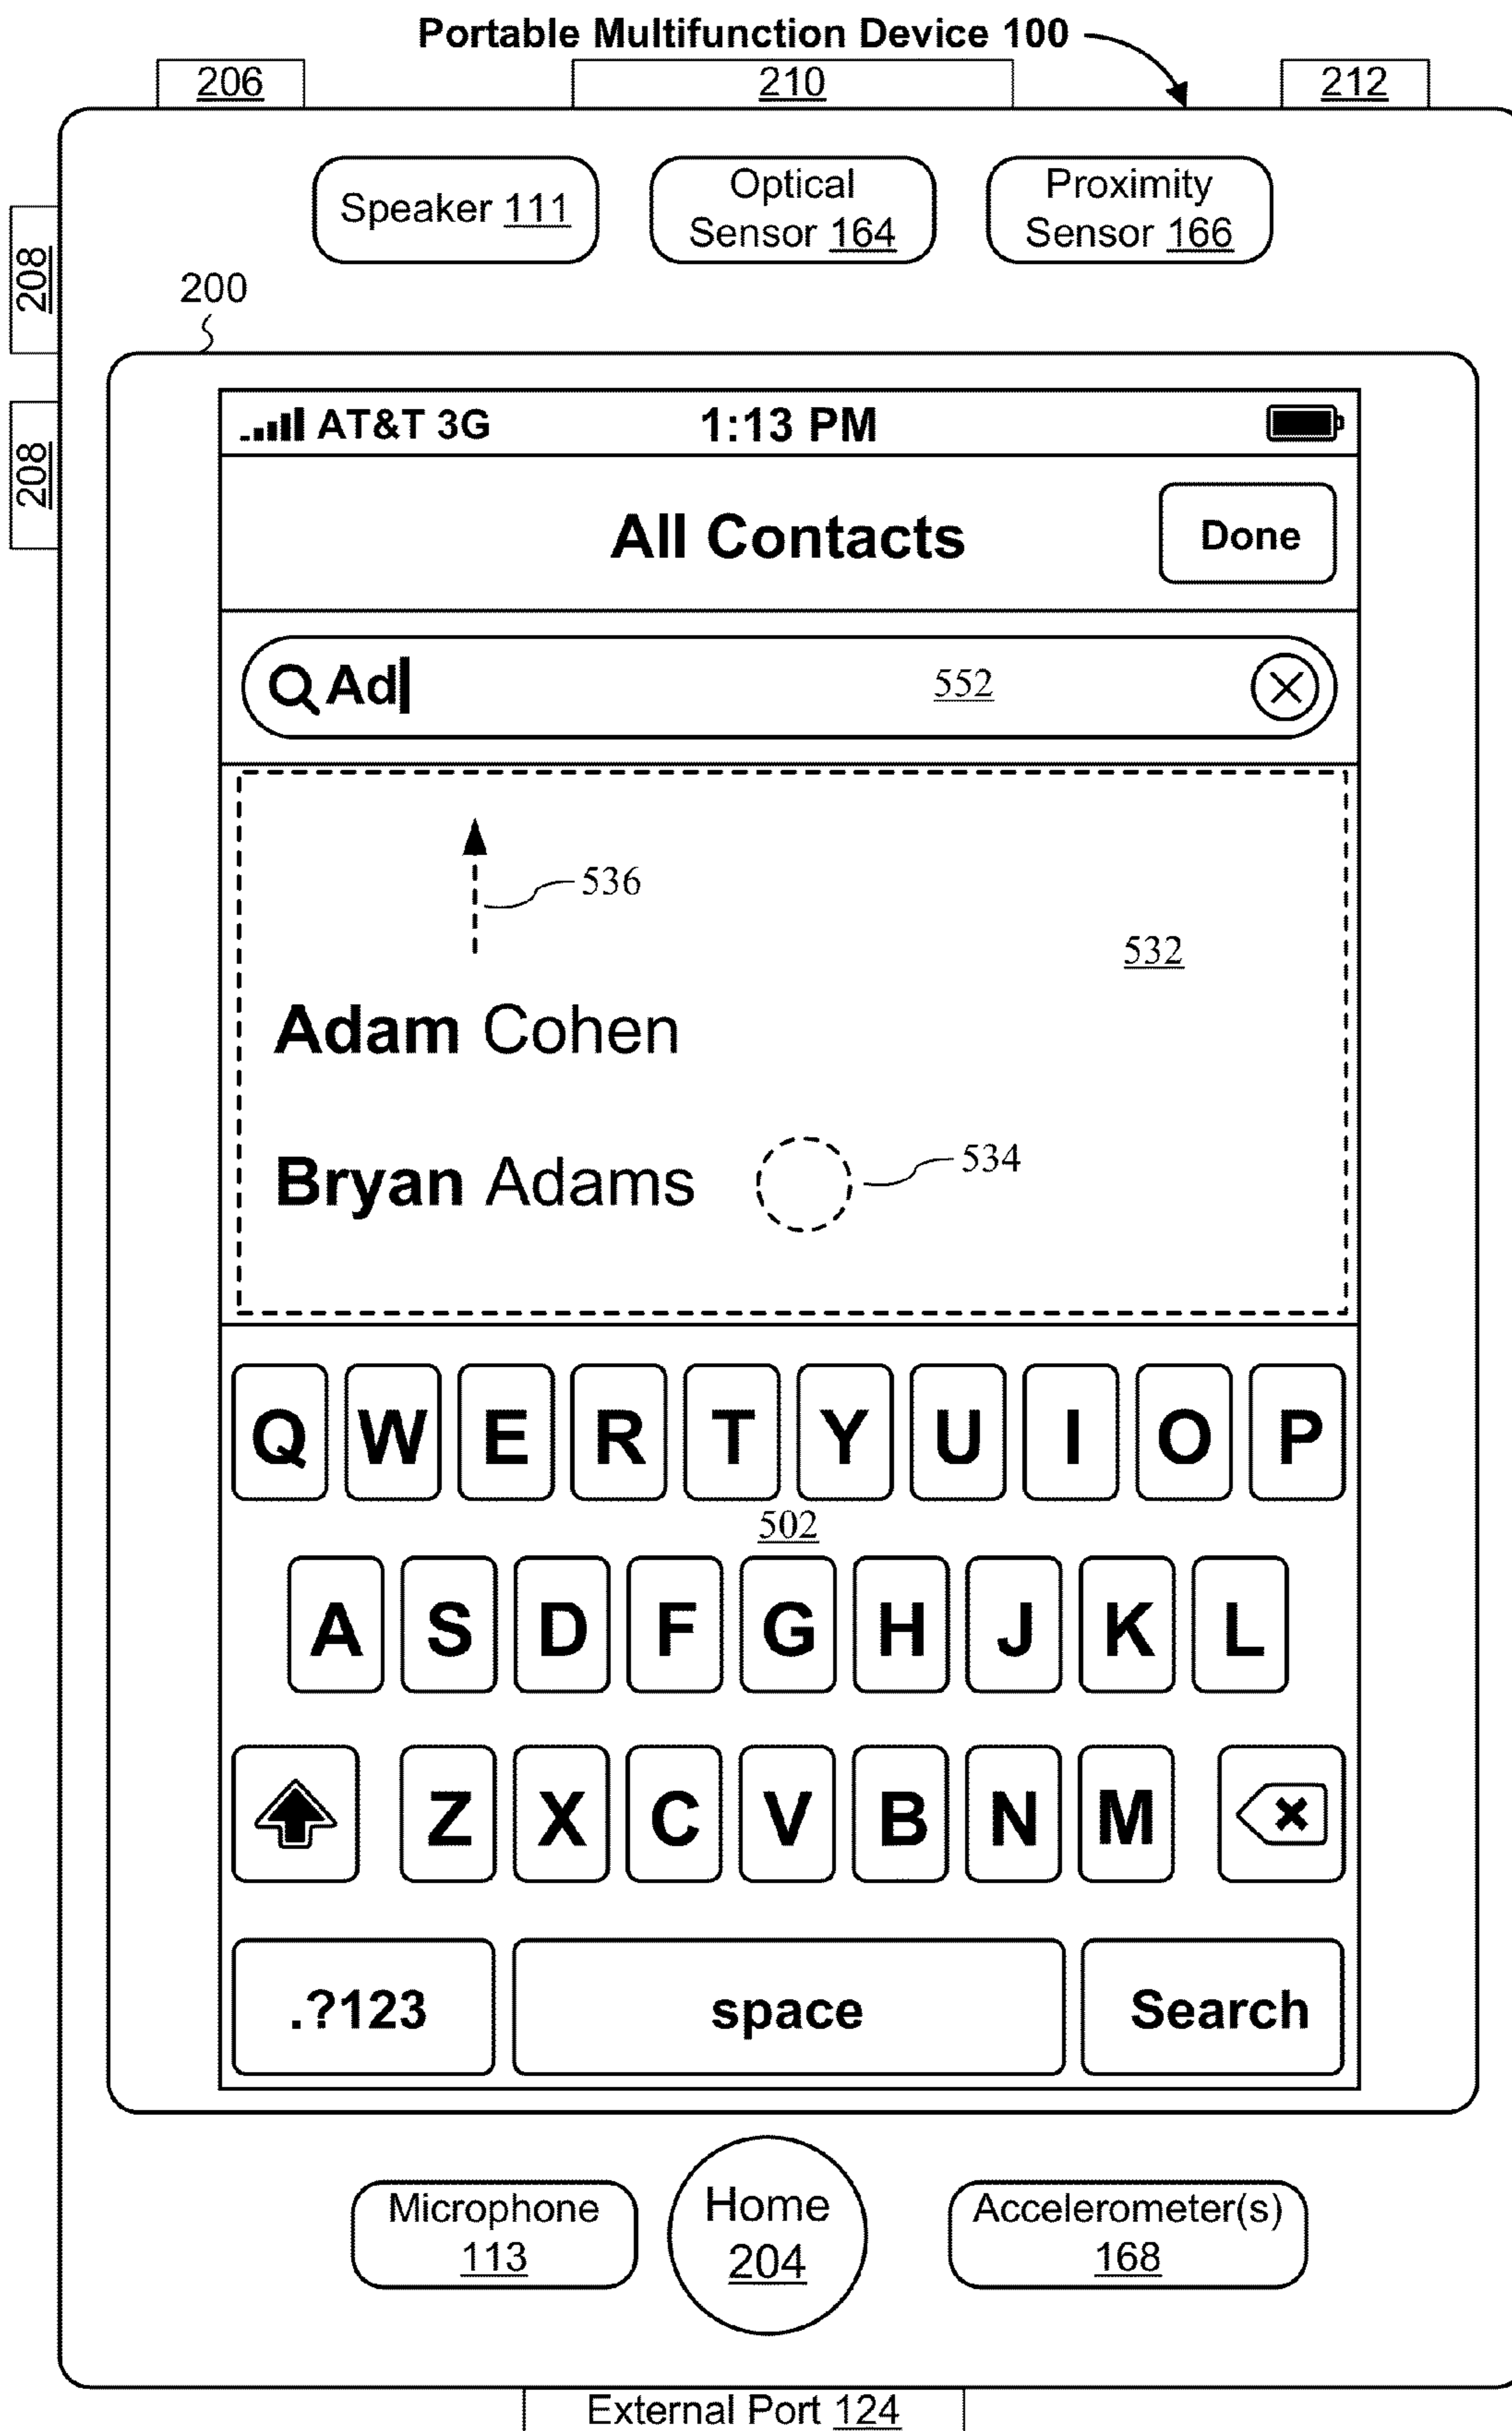 Portable Multifunction Device 100
206 210 212
Speaker 111
Optical
Sensor 164
Proximity
Sensor 166
208
200
208
AT&T 3G 1:13 PM
All Contacts Done
Ad 552
536
532
Adam Cohen
Bryan Adams 534
Q W E R T Y U I O P
502
A S D F G H J K L
Z X C V B N M
.?123 space Search
Microphone
113
Home
204
Accelerometer(s)
168
External Port 124